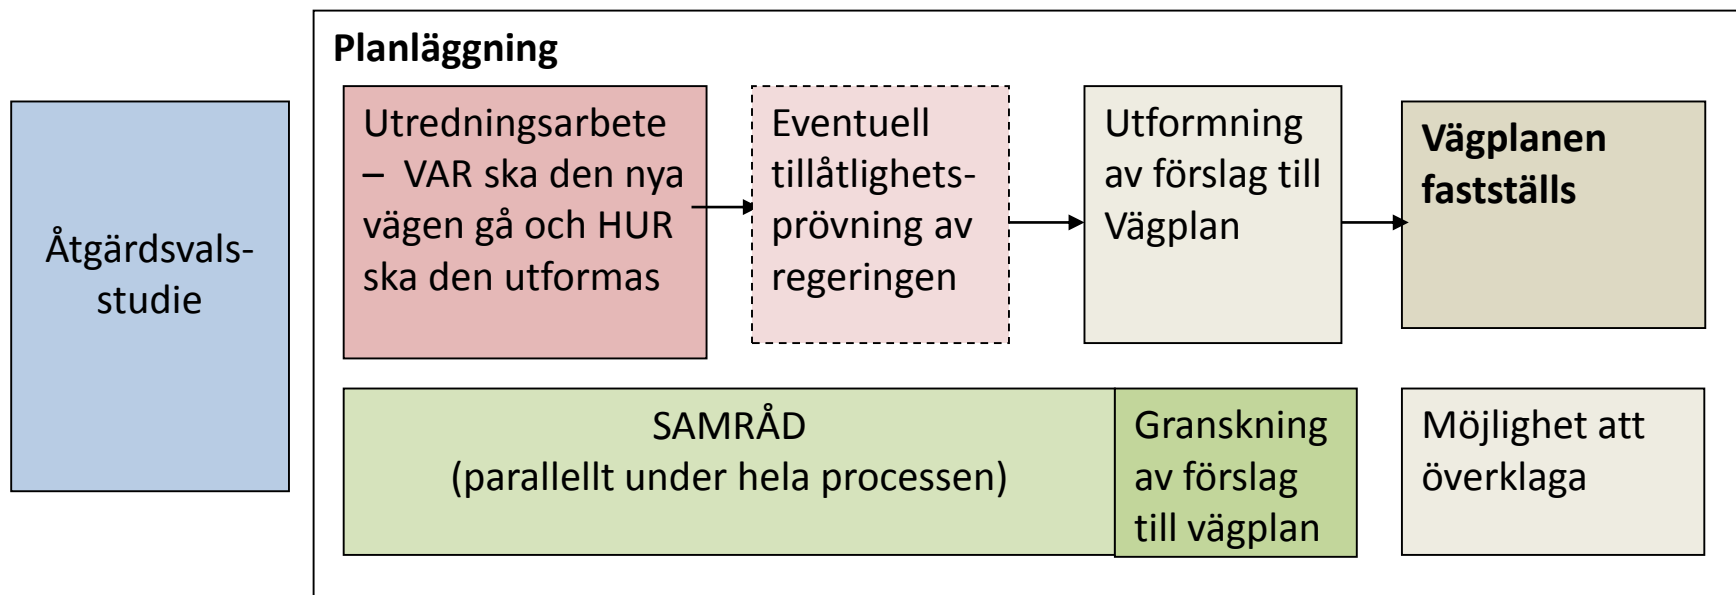 Planläggning
Åtgärdsvals-
studie
Utredningsarbete
– VAR ska den nya
vägen gå och HUR
ska den utformas
Eventuell
tillåtlighets-
prövning av
regeringen
Utformning
av förslag till
Vägplan
Vägplanen
fastställs
SAMRÅD
(parallellt under hela processen)
Granskning
av förslag
till vägplan
Möjlighet att
överklaga